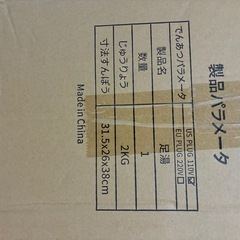 製品パラメータ
でんあつパラメータ US PLUG 110V☑
EU PLUG 220V☐
製品名 足湯
数量 1
じゅうりょう 2KG
寸法すんぽう 31.5x26x38cm
Made in China